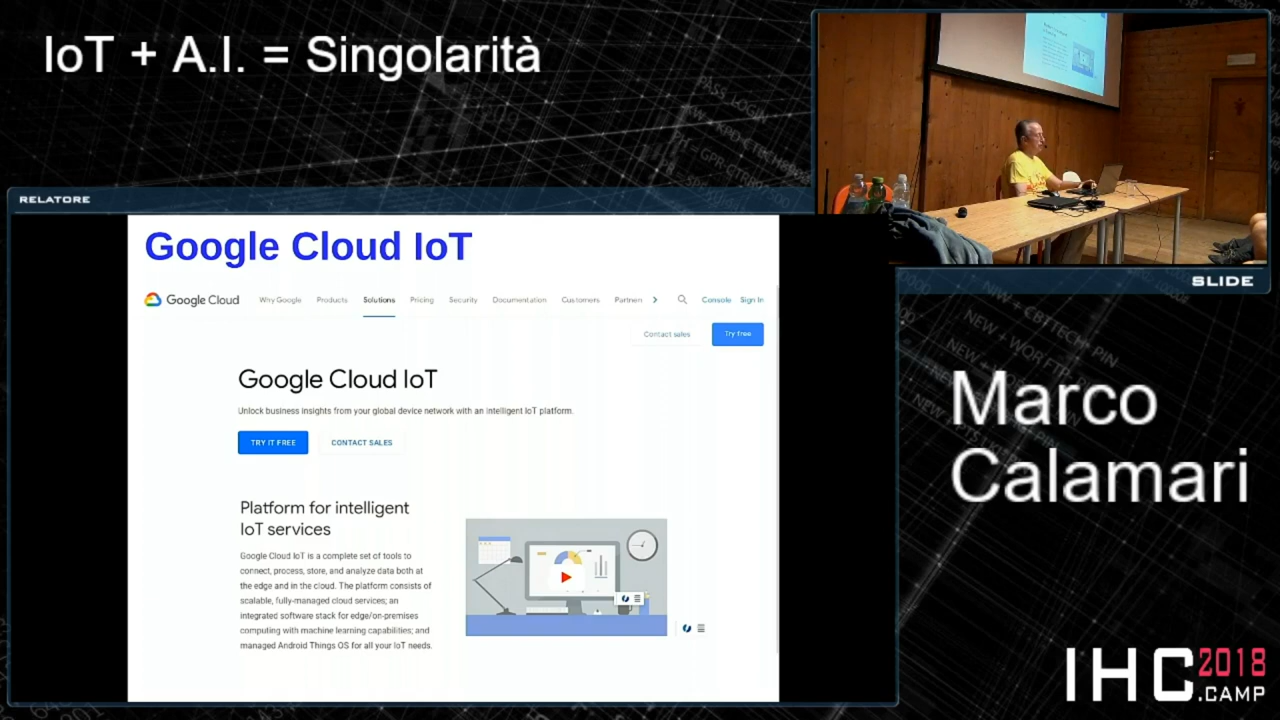 IoT + A.I. = Singolarità
RELATORE
Google Cloud IoT
Google Cloud Why Google Products Solutions Pricing Security Documentation Customers Partners Console Sign In
Contact sales Try free
Google Cloud IoT
Unlock business insights from your global device network with an intelligent IoT platform.
TRY IT FREE CONTACT SALES
Platform for intelligent
IoT services
Google Cloud IoT is a complete set of tools to
connect, process, store, and analyze data both at
the edge and in the cloud. The platform consists of
scalable, fully-managed cloud services; an
integrated software stack for edge/on-premises
computing with machine learning capabilities; and
managed Android Things OS for all your IoT needs.
SLIDE
Marco
Calamari
IHC 2018
.CAMP